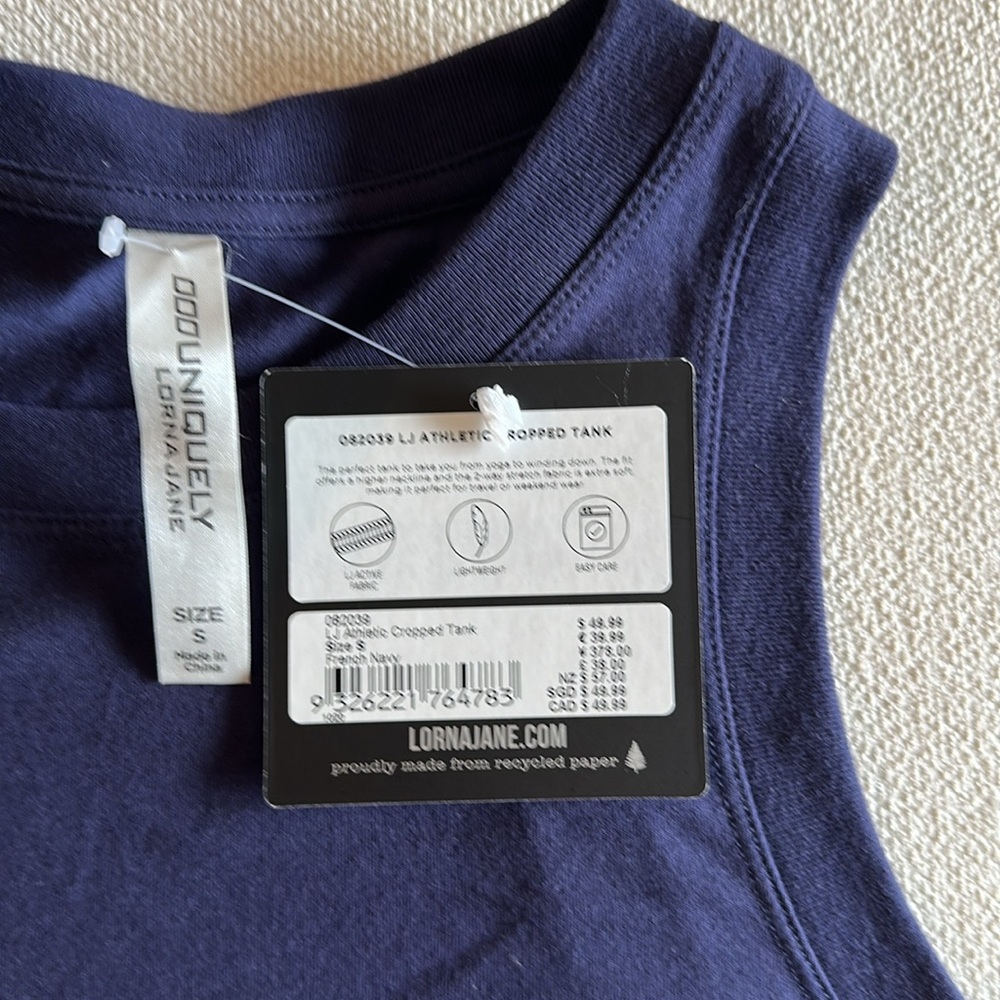 UNIQUELY
LORNA JANE
SIZE
S
Made in
China
082039 LJ ATHLETIC ROPPED TANK
The perfect tank to take you from yoga to winding down. The fit
offers a higher neckline and the 2-way stretch fabric is extra soft,
making it perfect for travel or weekend wear.
LJ ACTIVE
FABRIC
LIGHTWEIGHT
EASY CARE
082039
LJ Athletic Cropped Tank
Size S
French Navy
9 326221 764783
$ 49.99
€ 39.99
¥ 378.00
£ 38.00
NZ $ 57.00
SGD $ 49.99
CAD $ 49.99
LORNAJANE.COM
proudly made from recycled paper